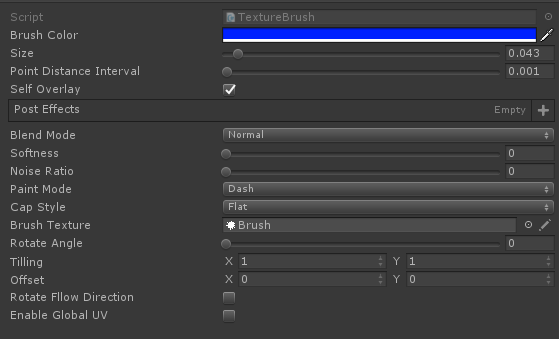 Script TextureBrush
Brush Color
Size 0.043
Point Distance Interval 0.001
Self Overlay
Post Effects Empty +
Blend Mode Normal
Softness 0
Noise Ratio 0
Paint Mode Dash
Cap Style Flat
Brush Texture Brush
Rotate Angle 0
Tilling X 1 Y 1
Offset X 0 Y 0
Rotate Fllow Direction
Enable Global UV